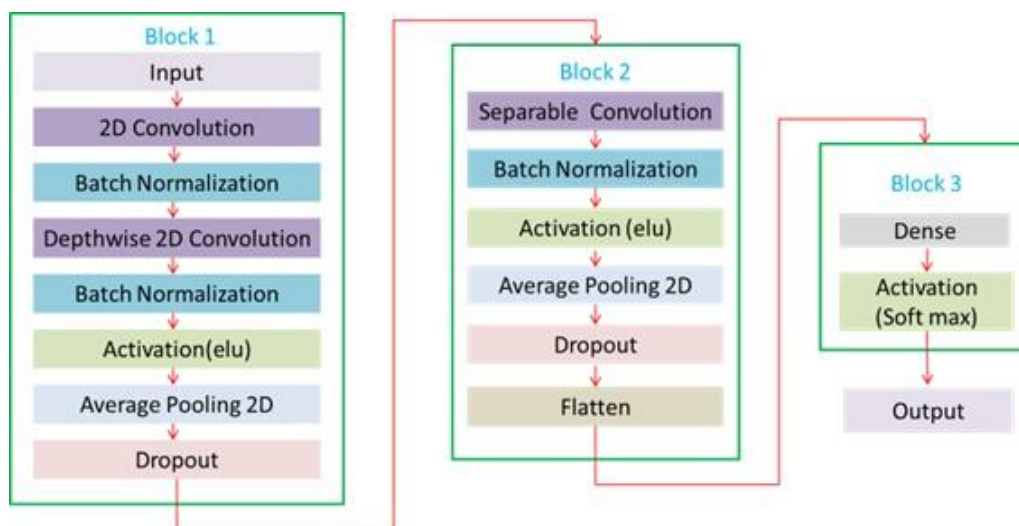 Block 1
Input
2D Convolution
Batch Normalization
Depthwise 2D Convolution
Batch Normalization
Activation(elu)
Average Pooling 2D
Dropout
Block 2
Separable Convolution
Batch Normalization
Activation (elu)
Average Pooling 2D
Dropout
Flatten
Block 3
Dense
Activation
(Soft max)
Output